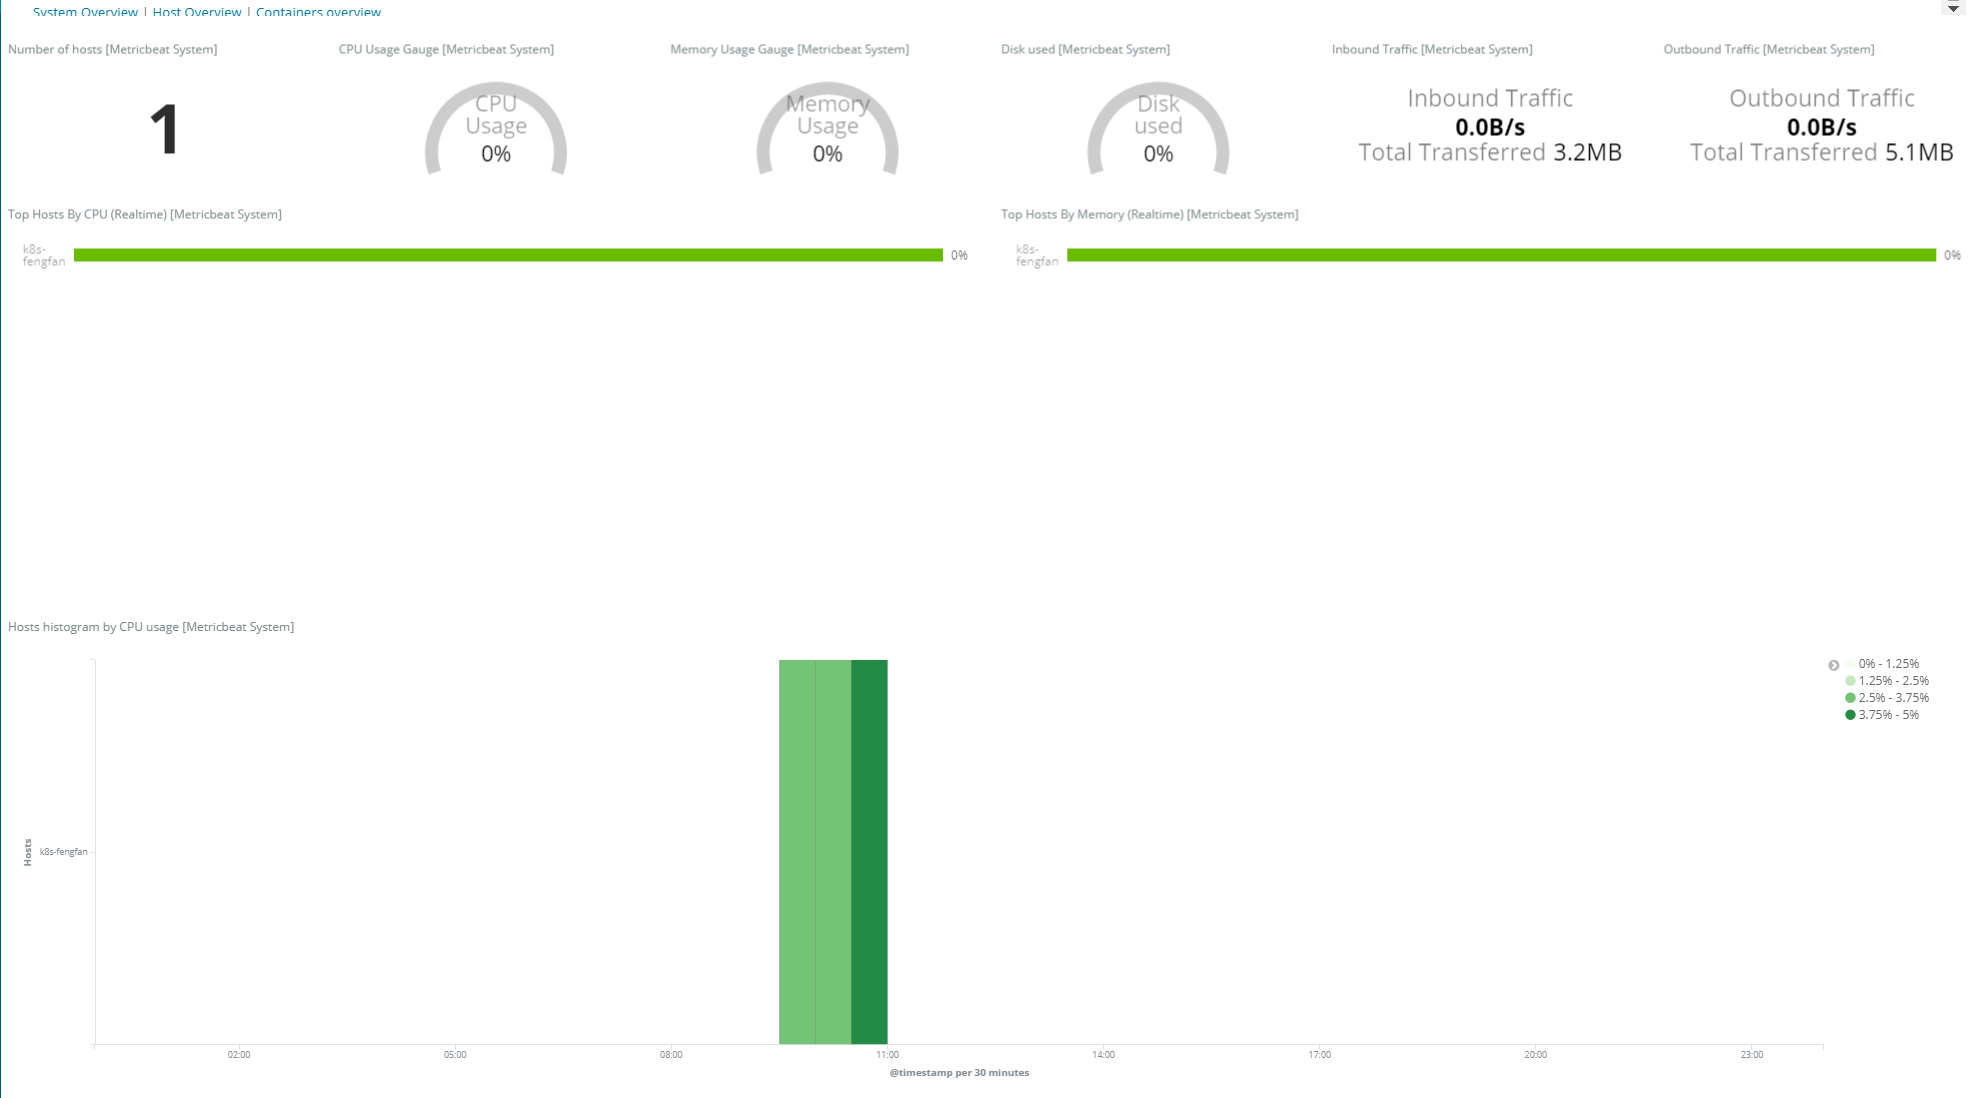 System Overview | Host Overview | Containers overview
Number of hosts [Metricbeat System]
1
CPU Usage Gauge [Metricbeat System]
CPU
Usage
0%
Memory Usage Gauge [Metricbeat System]
Memory
Usage
0%
Disk used [Metricbeat System]
Disk
used
0%
Inbound Traffic [Metricbeat System]
Inbound Traffic
0.0B/s
Total Transferred 3.2MB
Outbound Traffic [Metricbeat System]
Outbound Traffic
0.0B/s
Total Transferred 5.1MB
Top Hosts By CPU (Realtime) [Metricbeat System]
k8s-
fengfan
0%
Top Hosts By Memory (Realtime) [Metricbeat System]
k8s-
fengfan
0%
Hosts histogram by CPU usage [Metricbeat System]
Hosts
k8s-fengfan
0% - 1.25%
1.25% - 2.5%
2.5% - 3.75%
3.75% - 5%
02:00 05:00 08:00 11:00 14:00 17:00 20:00 23:00
@timestamp per 30 minutes